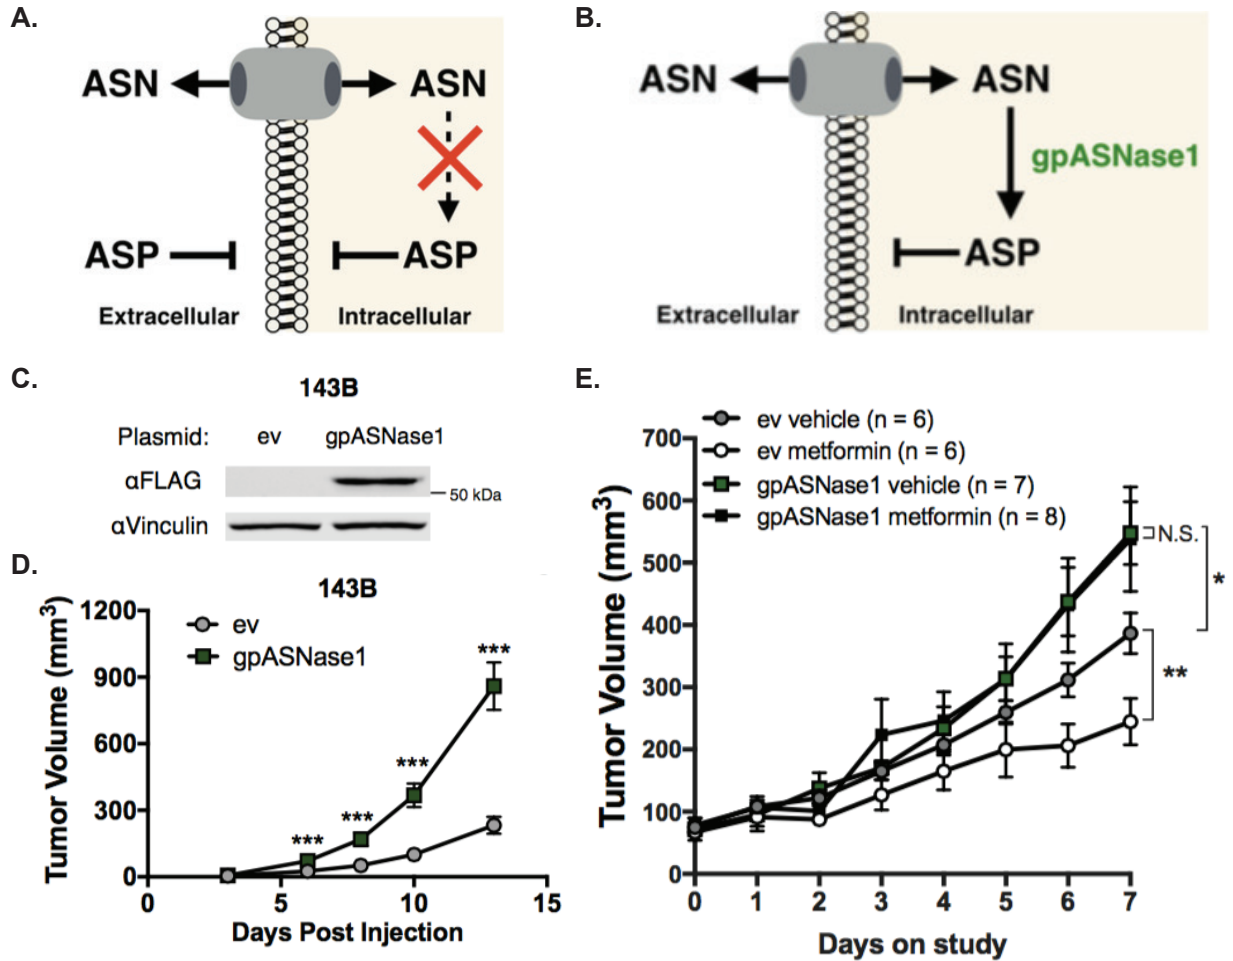 A.
ASN
ASN
ASP
ASP
Extracellular
Intracellular
B.
ASN
ASN
gpASNase1
ASP
Extracellular
Intracellular
C.
143B
Plasmid: ev gpASNase1
αFLAG
50 kDa
αVinculin
D.
143B
ev
gpASNase1
Tumor Volume (mm³)
1200
900
600
300
0
***
***
***
***
0 5 10 15
Days Post Injection
E.
ev vehicle (n = 6)
ev metformin (n = 6)
gpASNase1 vehicle (n = 7)
gpASNase1 metformin (n = 8)
Tumor Volume (mm³)
700
600
500
400
300
200
100
0
N.S.
*
**
0 1 2 3 4 5 6 7
Days on study